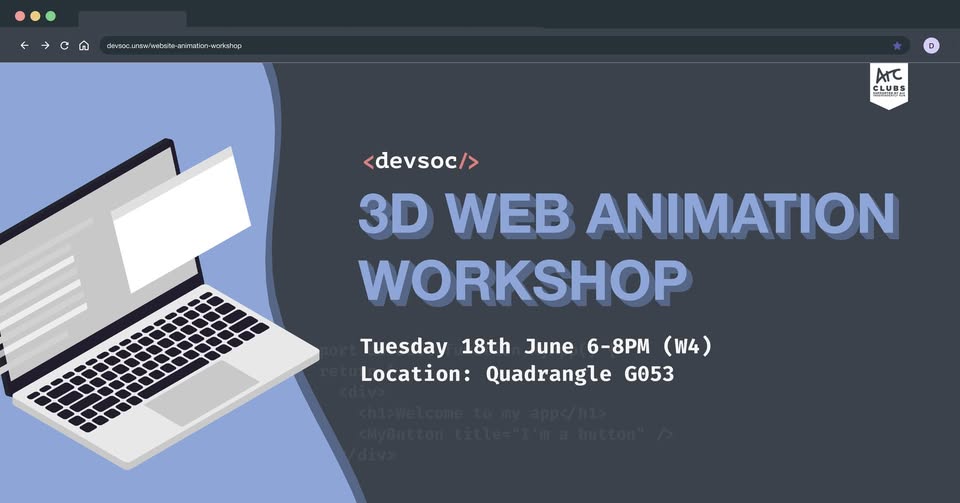 devsoc.unsw/website-animation-workshop
D
Arc
CLUBS
<devsoc/>
3D WEB ANIMATION
WORKSHOP
Tuesday 18th June 6-8PM (W4)
Location: Quadrangle G053
return
<div>
<h1>Welcome to my app</h1>
<MyButton title="I'm a button" />
</div>